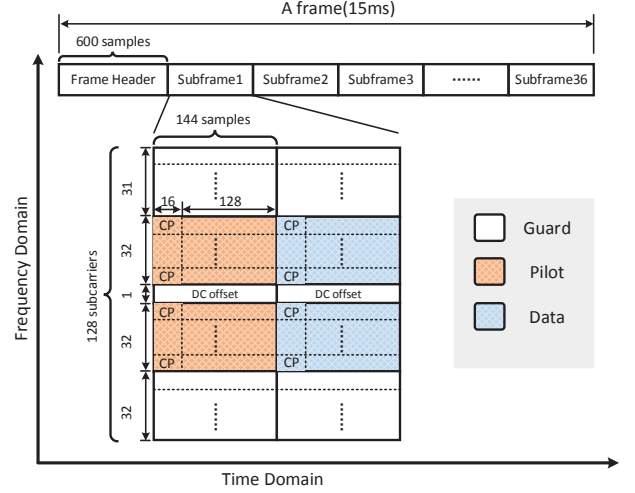 A frame(15ms)
600 samples
Frame Header Subframe1 Subframe2 Subframe3 ...... Subframe36
144 samples
16 128
CP CP
CP CP
DC offset DC offset
CP CP
CP CP
31
32
1
32
32
128 subcarriers
Frequency Domain
Time Domain
Guard
Pilot
Data